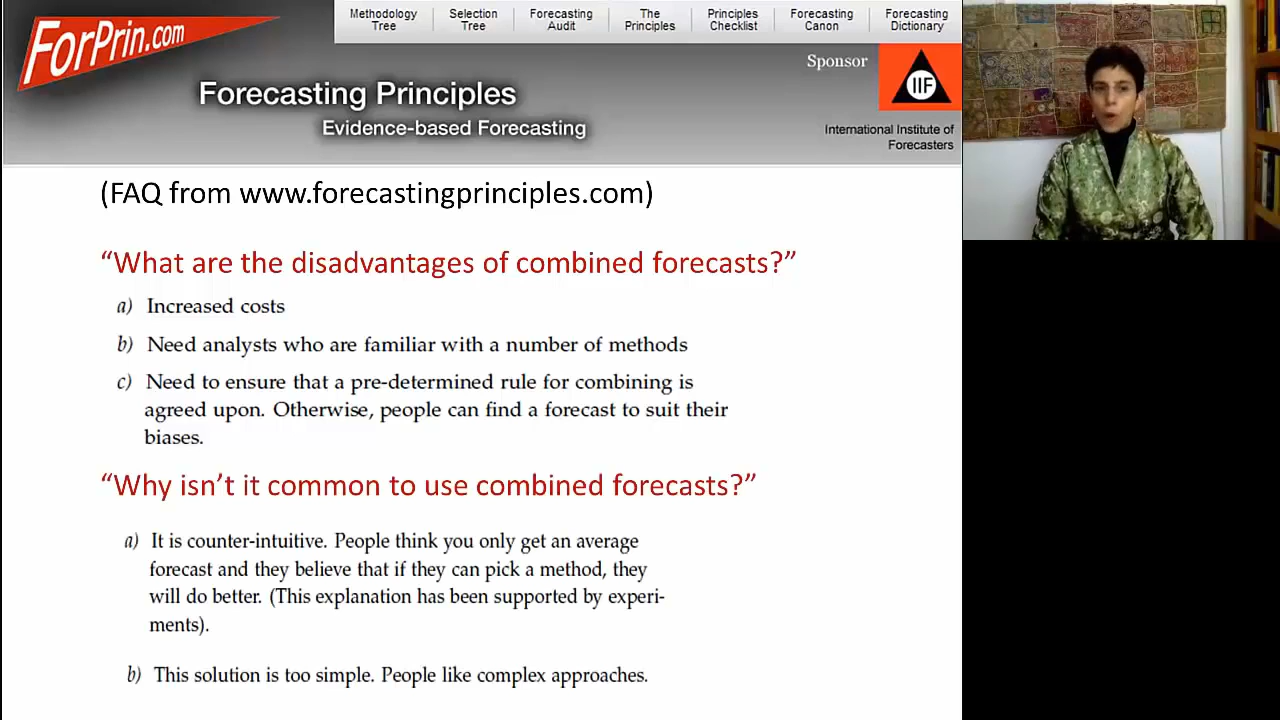 ForPrin.com
Methodology Tree
Selection Tree
Forecasting Audit
The Principles
Principles Checklist
Forecasting Canon
Forecasting Dictionary
Sponsor
IIF
Forecasting Principles
Evidence-based Forecasting
International Institute of
Forecasters
(FAQ from www.forecastingprinciples.com)
“What are the disadvantages of combined forecasts?”
a) Increased costs
b) Need analysts who are familiar with a number of methods
c) Need to ensure that a pre-determined rule for combining is
agreed upon. Otherwise, people can find a forecast to suit their
biases.
“Why isn’t it common to use combined forecasts?”
a) It is counter-intuitive. People think you only get an average
forecast and they believe that if they can pick a method, they
will do better. (This explanation has been supported by experi-
ments).
b) This solution is too simple. People like complex approaches.